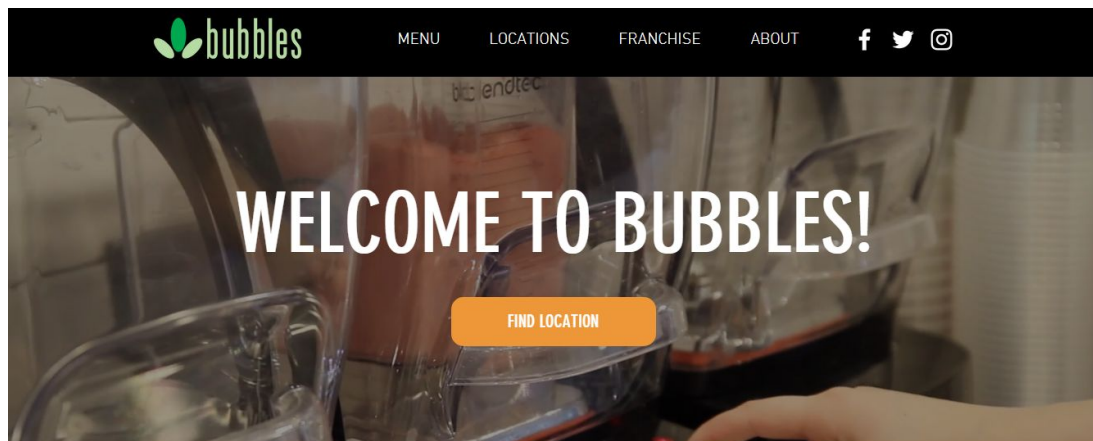 bubbles
MENU LOCATIONS FRANCHISE ABOUT
WELCOME TO BUBBLES!
FIND LOCATION